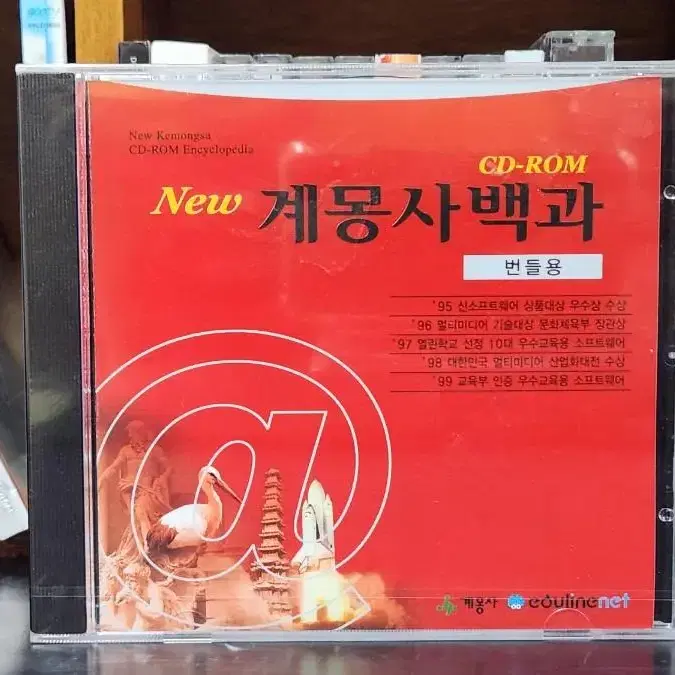 New Kemongsa
CD-ROM Encyclopedia
CD-ROM
New 계몽사백과
번들용
'95 신소프트웨어 상품대상 우수상 수상
'96 멀티미디어 기술대상 문화체육부 장관상
'97 열린학교 선정 10대 우수교육용 소프트웨어
'98 대한민국 멀티미디어 산업화대전 수상
'99 교육부 인증 우수교육용 소프트웨어
@
계몽사 edulinenet